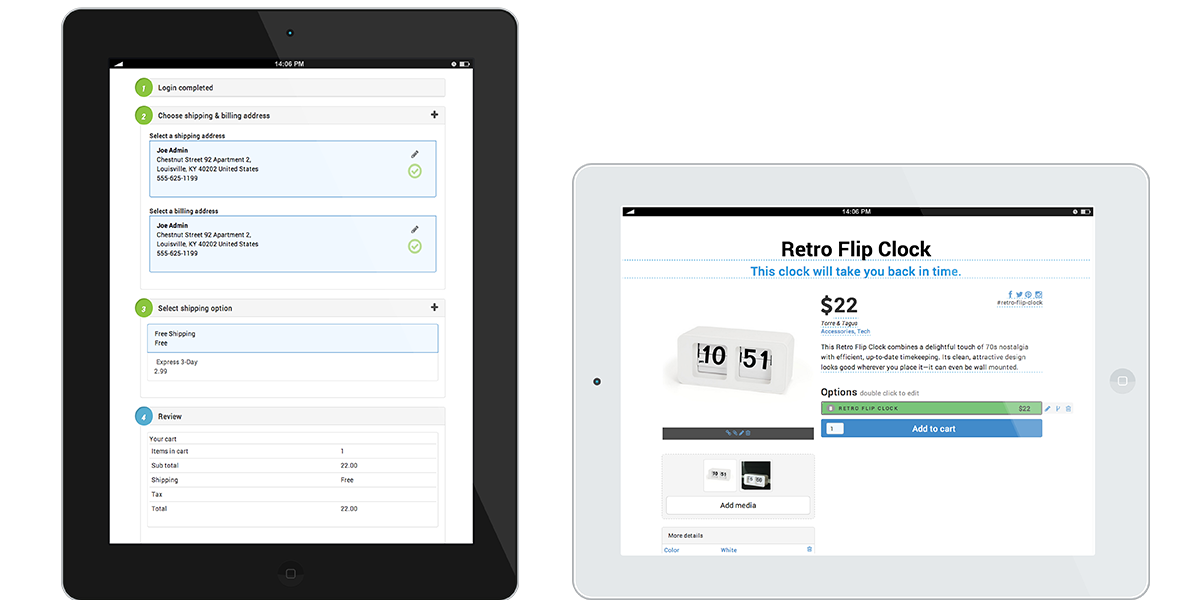 14:06 PM
1 Login completed
2 Choose shipping & billing address
Select a shipping address
Joe Admin
Chestnut Street 92 Apartment 2,
Louisville, KY 40202 United States
555-625-1199
Select a billing address
Joe Admin
Chestnut Street 92 Apartment 2,
Louisville, KY 40202 United States
555-625-1199
3 Select shipping option
Free Shipping
Free
Express 3-Day
2.99
4 Review
Your cart
Items in cart 1
Sub total 22.00
Shipping Free
Tax
Total 22.00
14:06 PM
Retro Flip Clock
This clock will take you back in time.
$22
#retro-flip-clock
Torre & Tagus
Accessories, Tech
10 51
This Retro Flip Clock combines a delightful touch of 70s nostalgia
with efficient, up-to-date timekeeping. Its clean, attractive design
looks good wherever you place it—it can even be wall mounted.
Options double click to edit
RETRO FLIP CLOCK $22
1 Add to cart
10 51
Add media
More details
Color White